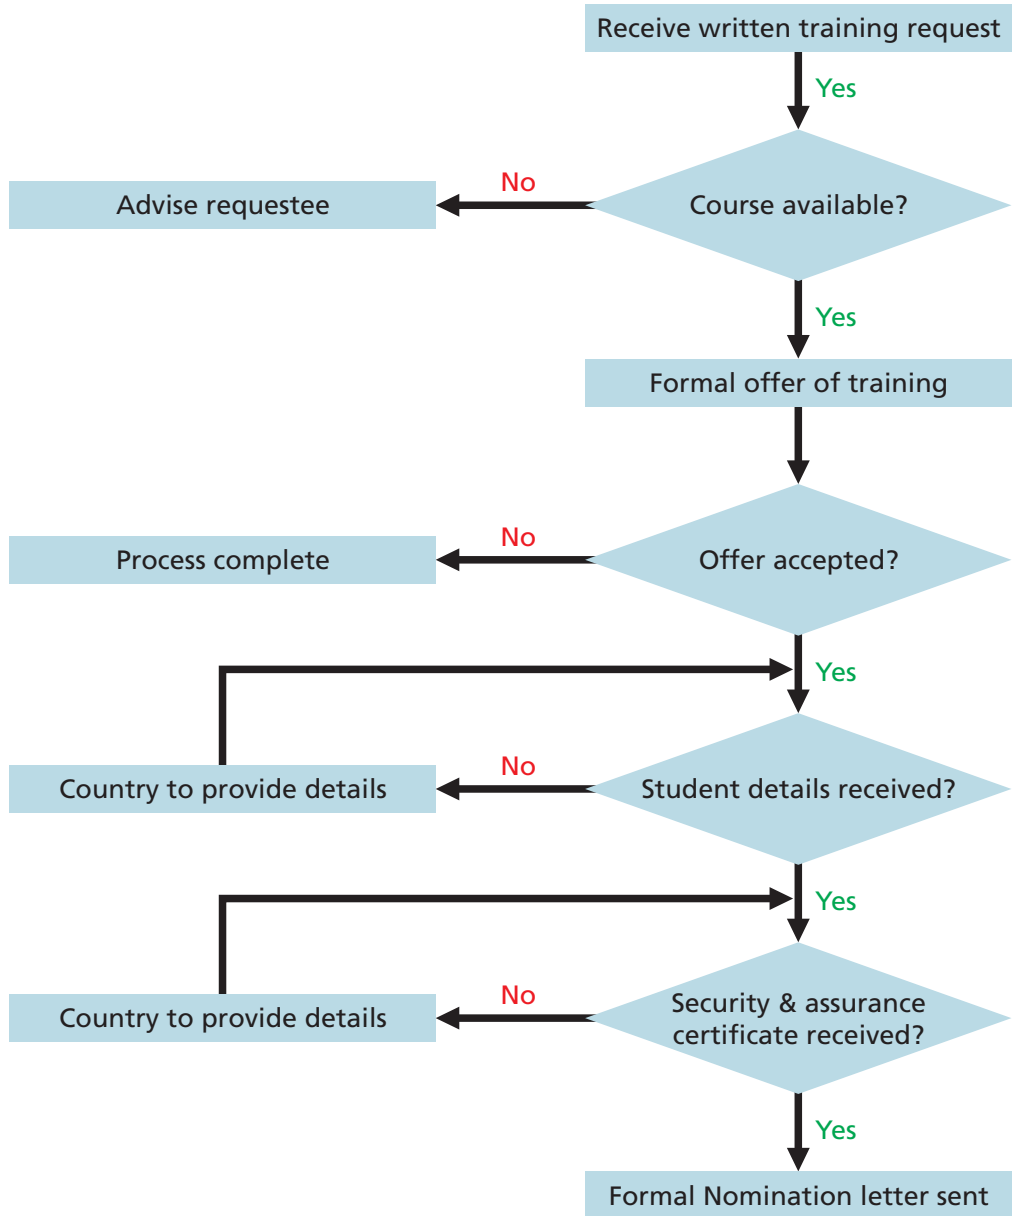 Receive written training request
Yes
No
Advise requestee
Course available?
Yes
Formal offer of training
No
Process complete
Offer accepted?
Yes
No
Country to provide details
Student details received?
Yes
No
Country to provide details
Security & assurance
certificate received?
Yes
Formal Nomination letter sent